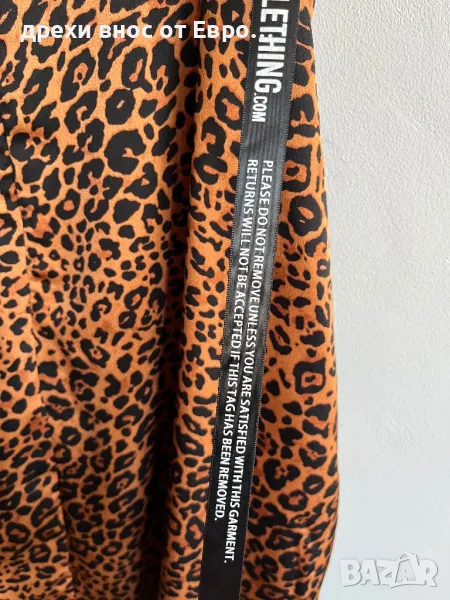 дрехи внос от Евро...
LETHING.COM
PLEASE DO NOT REMOVE UNLESS YOU ARE SATISFIED WITH THIS GARMENT.
RETURNS WILL NOT BE ACCEPTED IF THIS TAG HAS BEEN REMOVED.
BAZAR